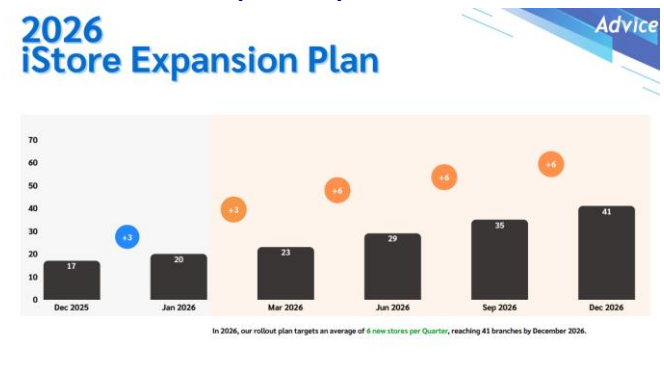 Advice
2026
iStore Expansion Plan
70
60
50
40
30
20
10
0
+3
+3
+6
+6
+6
17
20
23
29
35
41
Dec 2025
Jan 2026
Mar 2026
Jun 2026
Sep 2026
Dec 2026
In 2026, our rollout plan targets an average of 6 new stores per Quarter, reaching 41 branches by December 2026.